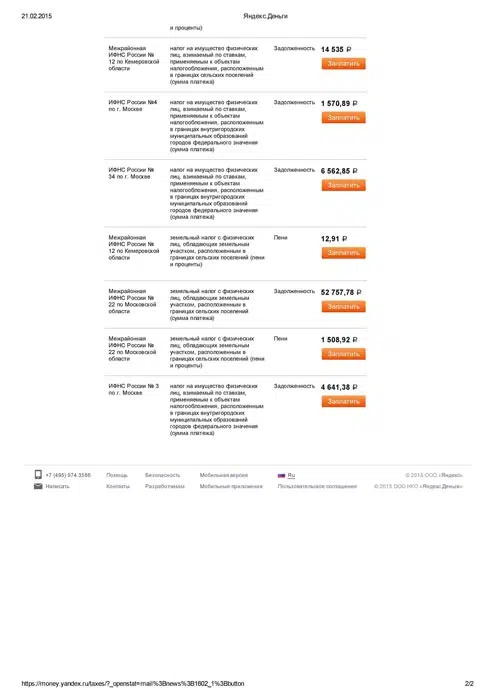 21.02.2015 Яндекс.Деньги
и проценты)
Межрайонная налог на имущество физических Задолженность 14 535 ₽
ИФНС России № лиц, взимаемый по ставкам, Заплатить
12 по Кемеровской применяемым к объектам
области налогообложения, расположенным
в границах сельских поселений
(сумма платежа)
ИФНС России №4 налог на имущество физических Задолженность 1 570,89 ₽
по г. Москве лиц, взимаемый по ставкам, Заплатить
применяемым к объектам
налогообложения, расположенным
в границах внутригородских
муниципальных образований
городов федерального значения
(сумма платежа)
ИФНС России № налог на имущество физических Задолженность 6 562,85 ₽
34 по г. Москве лиц, взимаемый по ставкам, Заплатить
применяемым к объектам
налогообложения, расположенным
в границах внутригородских
муниципальных образований
городов федерального значения
(сумма платежа)
Межрайонная земельный налог с физических Пени 12,91 ₽
ИФНС России № лиц, обладающих земельным Заплатить
12 по Кемеровской участком, расположенным в
области границах сельских поселений (пени
и проценты)
Межрайонная земельный налог с физических Задолженность 52 757,78 ₽
ИФНС России № лиц, обладающих земельным Заплатить
22 по Московской участком, расположенным в
области границах сельских поселений
(сумма платежа)
Межрайонная земельный налог с физических Пени 1 508,92 ₽
ИФНС России № лиц, обладающих земельным Заплатить
22 по Московской участком, расположенным в
области границах сельских поселений (пени
и проценты)
ИФНС России № 3 налог на имущество физических Задолженность 4 641,38 ₽
по г. Москве лиц, взимаемый по ставкам, Заплатить
применяемым к объектам
налогообложения, расположенным
в границах внутригородских
муниципальных образований
городов федерального значения
(сумма платежа)
+7 (495) 974 3586 Помощь Безопасность Мобильная версия Ru © 2015 ООО «Яндекс»
Написать Контакты Разработчикам Мобильные приложения Пользовательское соглашение © 2015, ООО НКО «Яндекс.Деньги»
https://money.yandex.ru/taxes/?_openstat=mail%3Bnews%3B1602_1%3Bbutton 2/2